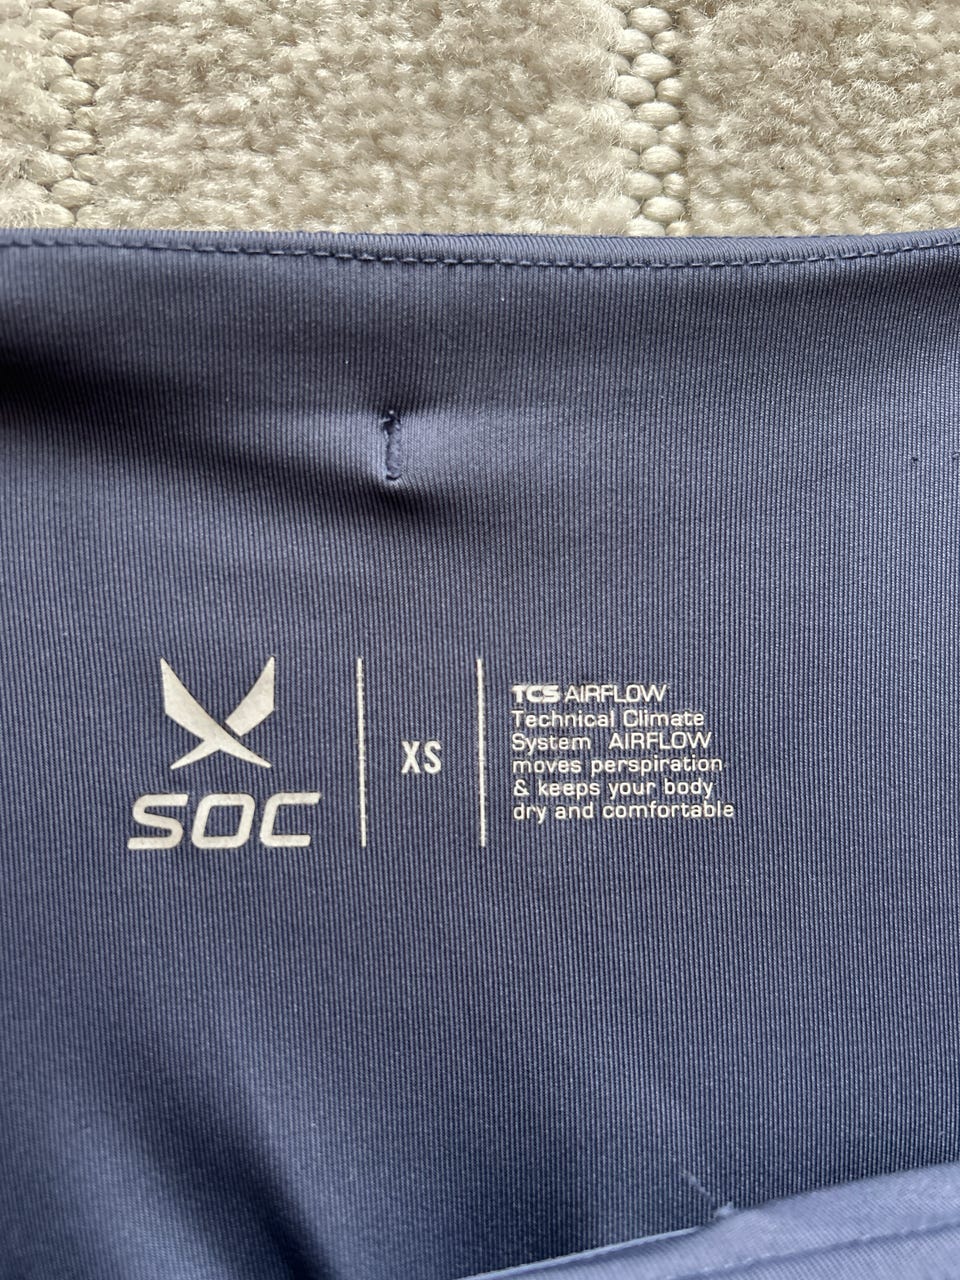 SOC
XS
TCS AIRFLOW
Technical Climate
System AIRFLOW
moves perspiration
& keeps your body
dry and comfortable